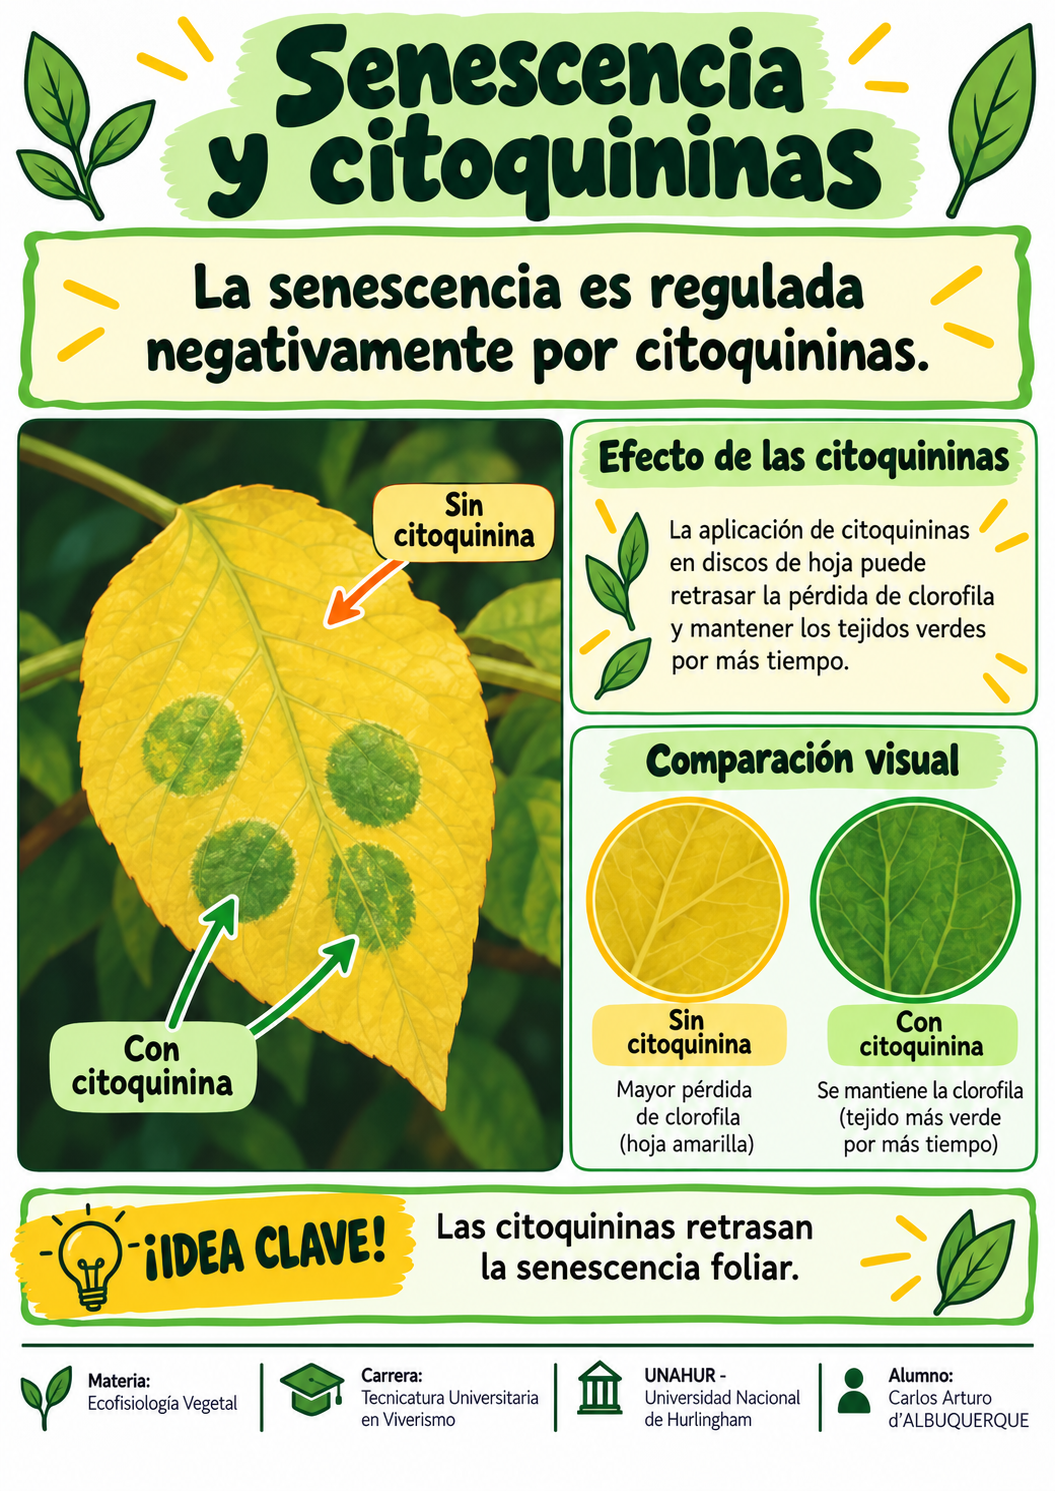 Senescencia
y citoquininas
La senescencia es regulada
negativamente por citoquininas.
Sin
citoquinina
Con
citoquinina
Efecto de las citoquininas
La aplicación de citoquininas
en discos de hoja puede
retrasar la pérdida de clorofila
y mantener los tejidos verdes
por más tiempo.
Comparación visual
Sin
citoquinina
Mayor pérdida
de clorofila
(hoja amarilla)
Con
citoquinina
Se mantiene la clorofila
(tejido más verde
por más tiempo)
¡IDEA CLAVE!
Las citoquininas retrasan
la senescencia foliar.
Materia:
Ecofisiología Vegetal
Carrera:
Tecnicatura Universitaria
en Viverismo
UNAHUR -
Universidad Nacional
de Hurlingham
Alumno:
Carlos Arturo
d'ALBUQUERQUE